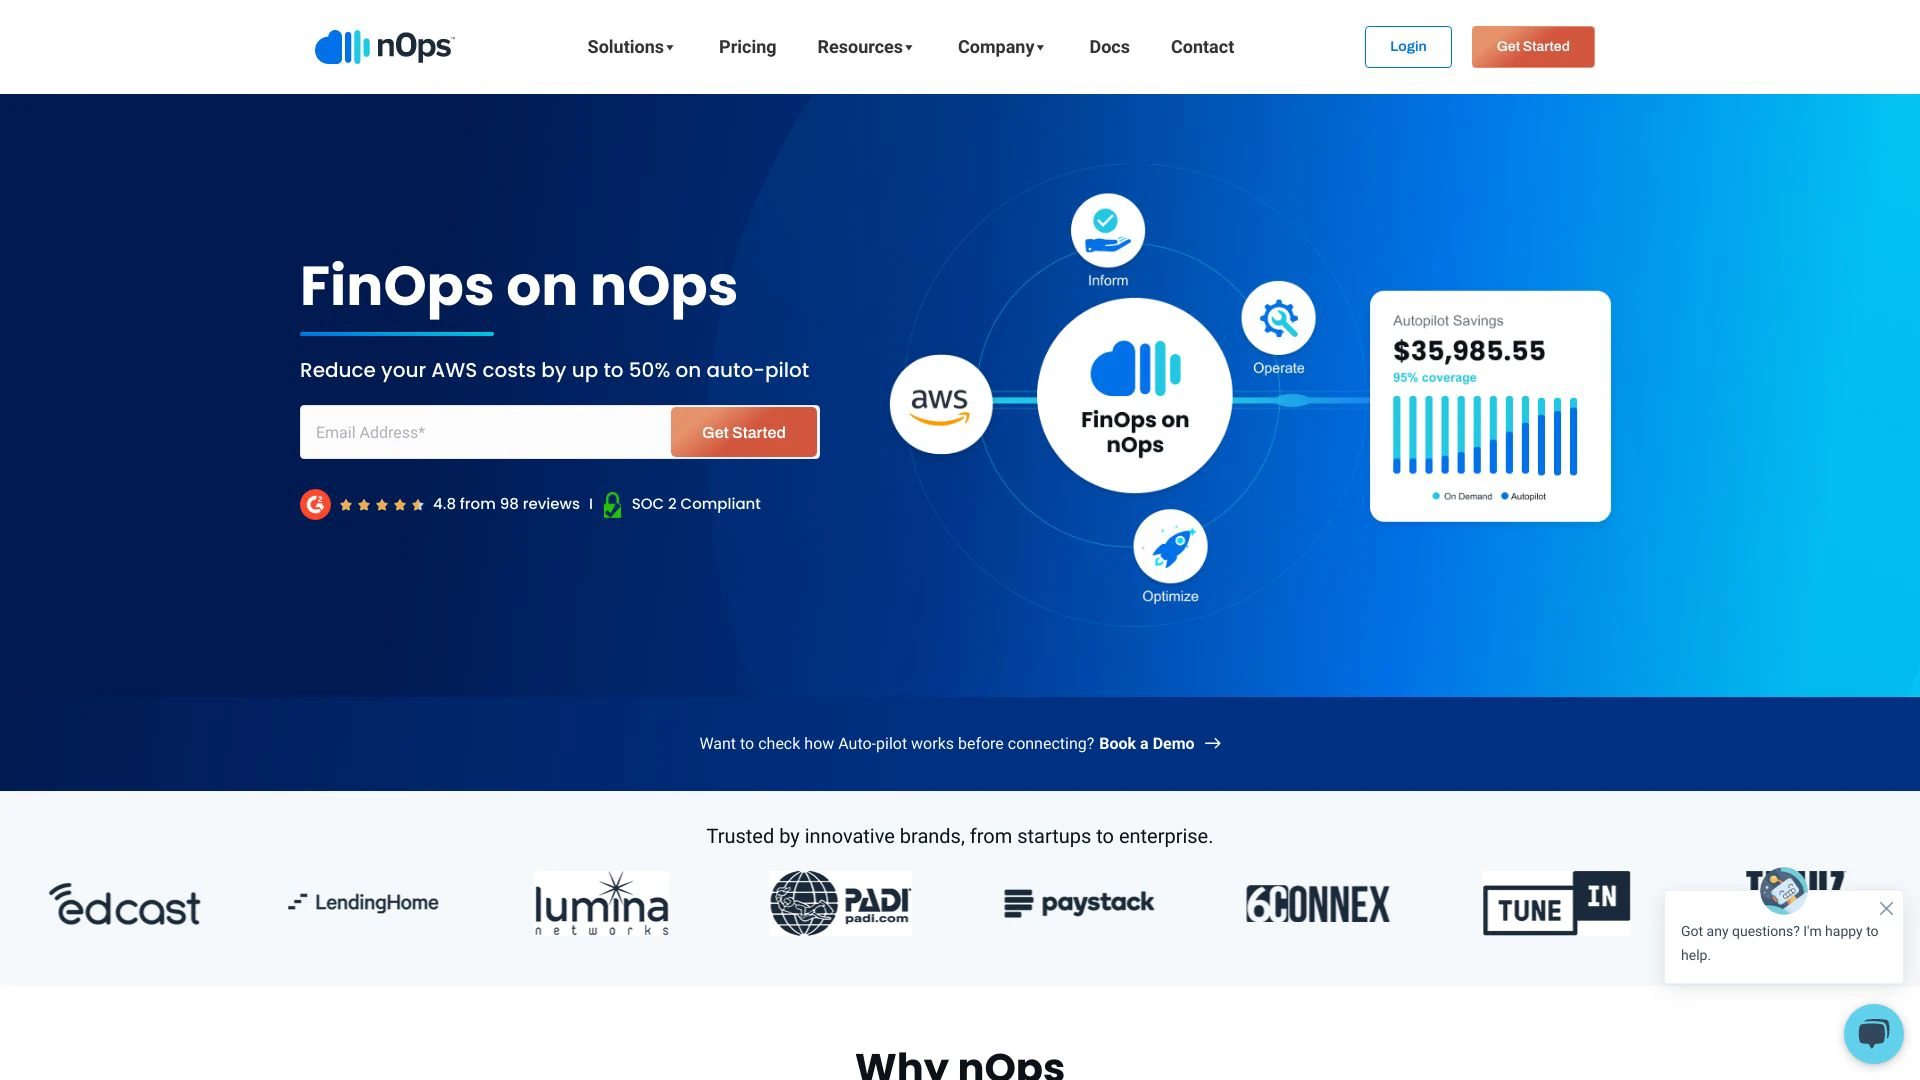 nOps
Solutions
Pricing
Resources
Company
Docs
Contact
Login
Get Started
FinOps on nOps
Reduce your AWS costs by up to 50% on auto-pilot
Email Address*
Get Started
4.8 from 98 reviews
SOC 2 Compliant
Inform
Operate
aws
FinOps on
nOps
Optimize
Autopilot Savings
$35,985.55
95% coverage
On Demand
Autopilot
Want to check how Auto-pilot works before connecting? Book a Demo →
Trusted by innovative brands, from startups to enterprise.
edcast
LendingHome
lumina
networks
PADI
padi.com
paystack
6CONNEX
TUNE IN
Got any questions? I'm happy to
help.
Why nOps